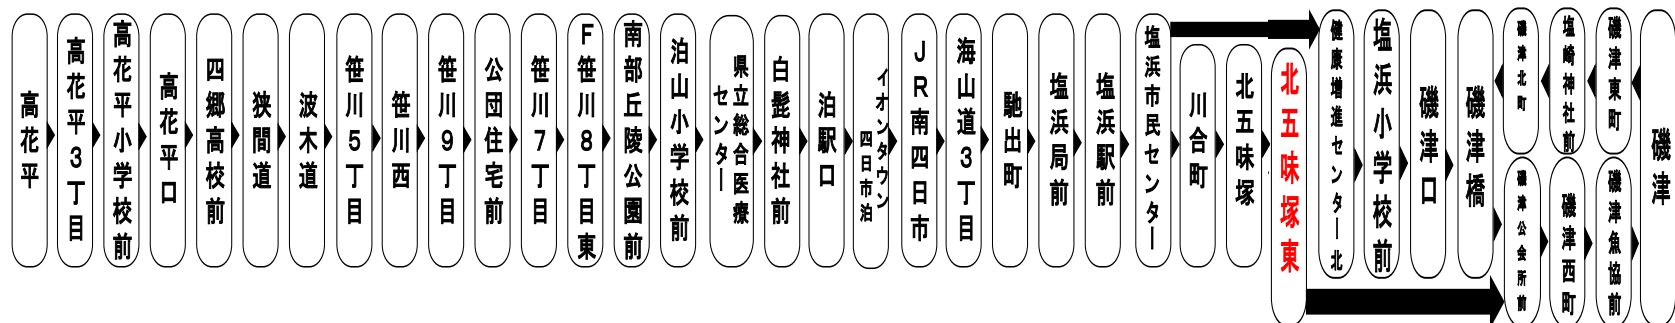 高花平
高花平3丁目
高花平小学校前
高花平口
四郷高校前
狭間道
波木道
笹川5丁目
笹川西
笹川9丁目
公団住宅前
笹川7丁目
F笹川8丁目東
南部丘陵公園前
泊山小学校前
県立総合医療
センター
白髭神社前
泊駅口
イオンタウン
四日市泊
JR南四日市
海山道3丁目
馳出町
塩浜局前
塩浜駅前
塩浜市民センター
川合町
北五味塚
北五味塚東
健康増進センター北
塩浜小学校前
磯津口
磯津橋
磯津北町
塩崎神社前
磯津東町
磯津公会所前
磯津西町
磯津魚協前
磯津